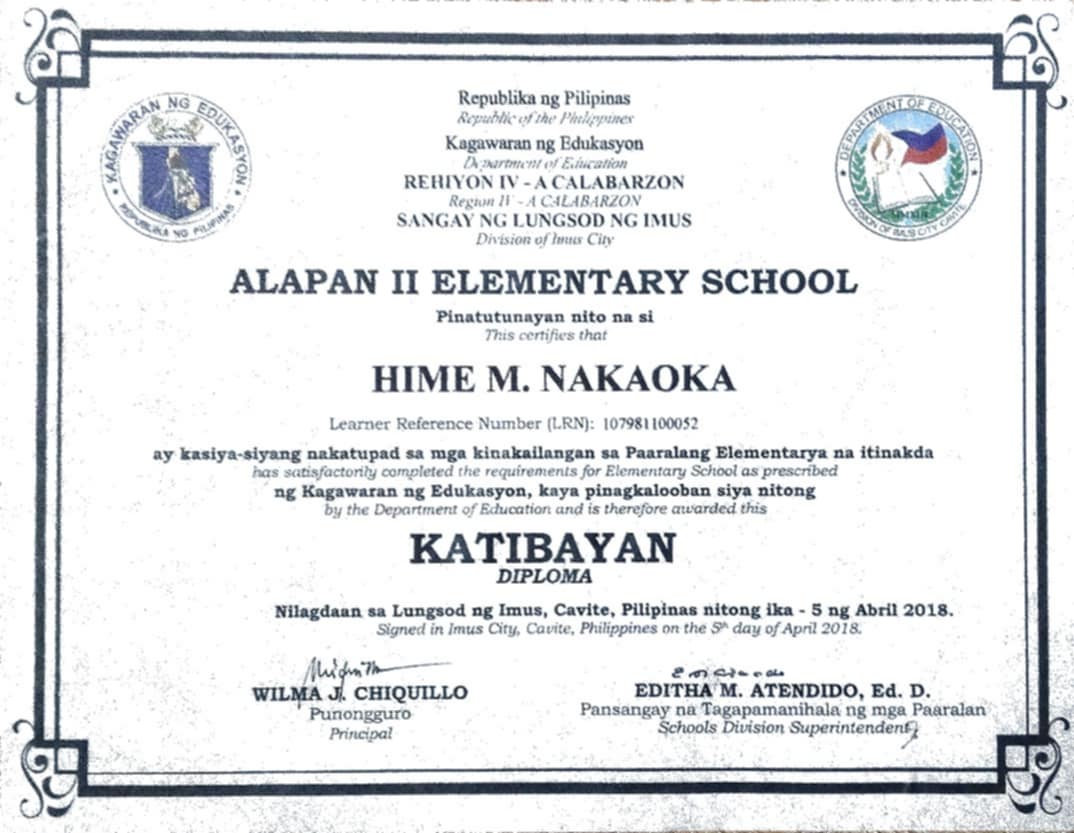 KAGAWARAN NG EDUKASYON
REPUBLIKA NG PILIPINAS
DEPARTMENT OF EDUCATION
DIVISION OF IMUS CITY CAVITE
Republika ng Pilipinas
Republic of the Philippines
Kagawaran ng Edukasyon
Department of Education
REHIYON IV - A CALABARZON
Region IV - A CALABARZON
SANGAY NG LUNGSOD NG IMUS
Division of Imus City
ALAPAN II ELEMENTARY SCHOOL
Pinatutunayan nito na si
This certifies that
HIME M. NAKAOKA
Learner Reference Number (LRN): 107981100052
ay kasiya-siyang nakatupad sa mga kinakailangan sa Paaralang Elementarya na itinakda
has satisfactorily completed the requirements for Elementary School as prescribed
ng Kagawaran ng Edukasyon, kaya pinagkalooban siya nitong
by the Department of Education and is therefore awarded this
KATIBAYAN
DIPLOMA
Nilagdaan sa Lungsod ng Imus, Cavite, Pilipinas nitong ika - 5 ng Abril 2018.
Signed in Imus City, Cavite, Philippines on the 5th day of April 2018.
WILMA J. CHIQUILLO
Punongguro
Principal
EDITHA M. ATENDIDO, Ed. D.
Pansangay na Tagapamanihala ng mga Paaralan
Schools Division Superintendent